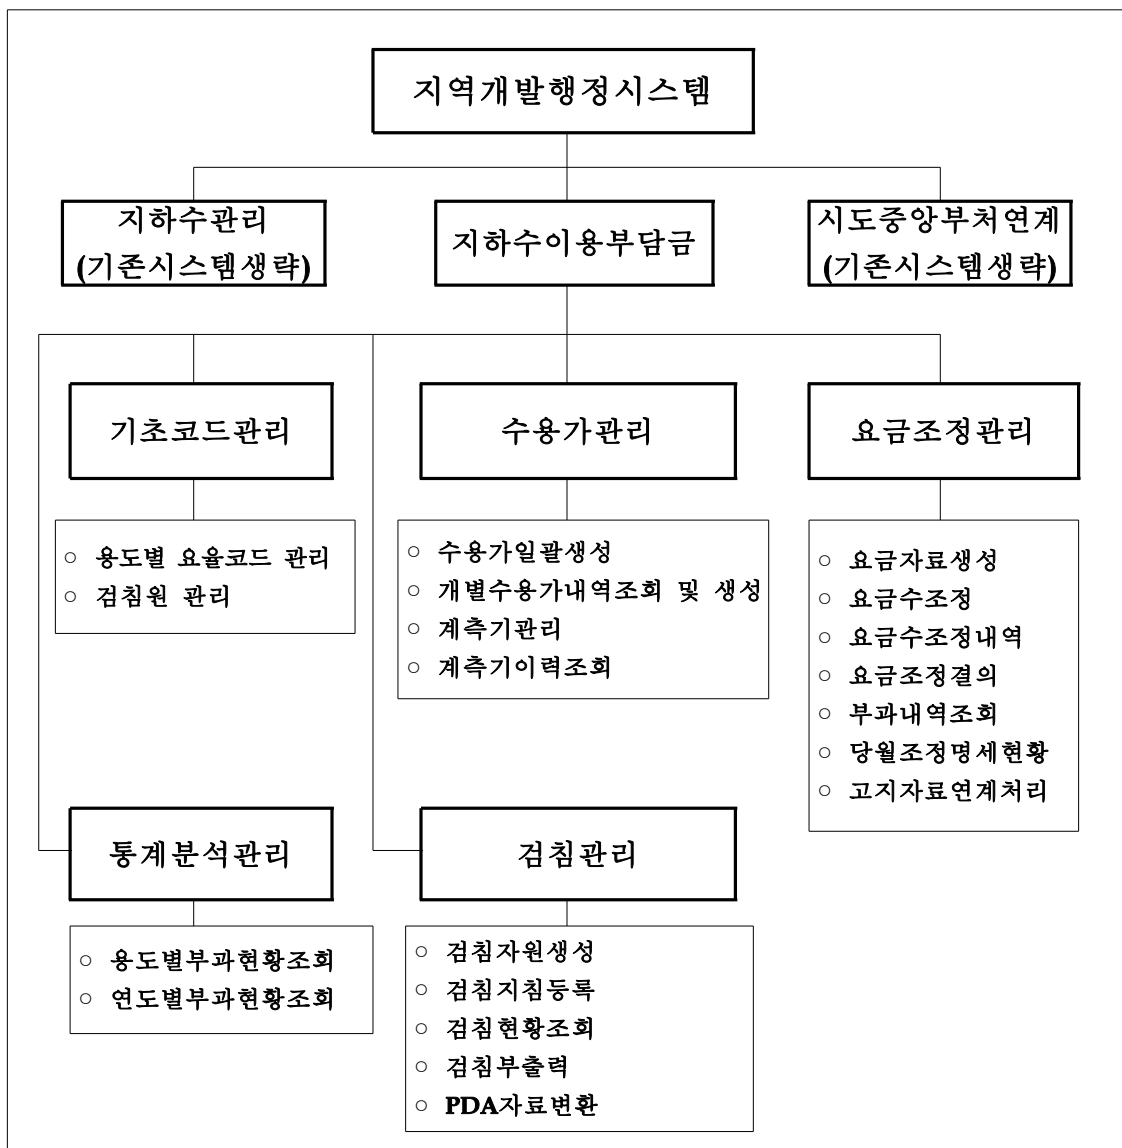 지역개발행정시스템
지하수관리
(기존시스템생략)
지하수이용부담금
시도중앙부처연계
(기존시스템생략)
기초코드관리
○ 용도별 요율코드 관리
○ 검침원 관리
수용가관리
○ 수용가일괄생성
○ 개별수용가내역조회 및 생성
○ 계측기관리
○ 계측기이력조회
요금조정관리
○ 요금자료생성
○ 요금수조정
○ 요금수조정내역
○ 요금조정결의
○ 부과내역조회
○ 당월조정명세현황
○ 고지자료연계처리
통계분석관리
○ 용도별부과현황조회
○ 연도별부과현황조회
검침관리
○ 검침자원생성
○ 검침지침등록
○ 검침현황조회
○ 검침부출력
○ PDA자료변환